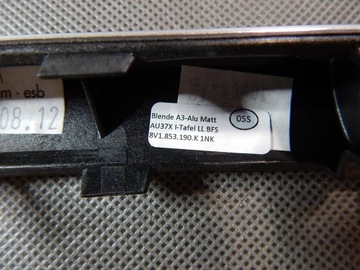 m - esb
08.12
Blende A3-Alu Matt
05S
AU37X I-Tafel LL BFS
8V1.853.190.K 1NK